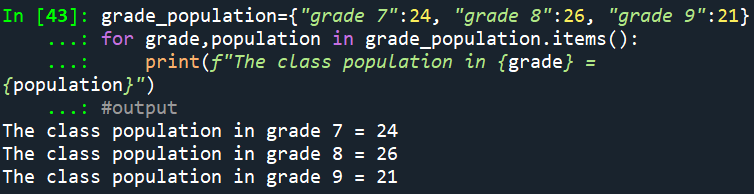 In [43]: grade_population={"grade 7":24, "grade 8":26, "grade 9":21}
...: for grade,population in grade_population.items():
...:     print(f"The class population in {grade} =
{population}")
...: #output
The class population in grade 7 = 24
The class population in grade 8 = 26
The class population in grade 9 = 21